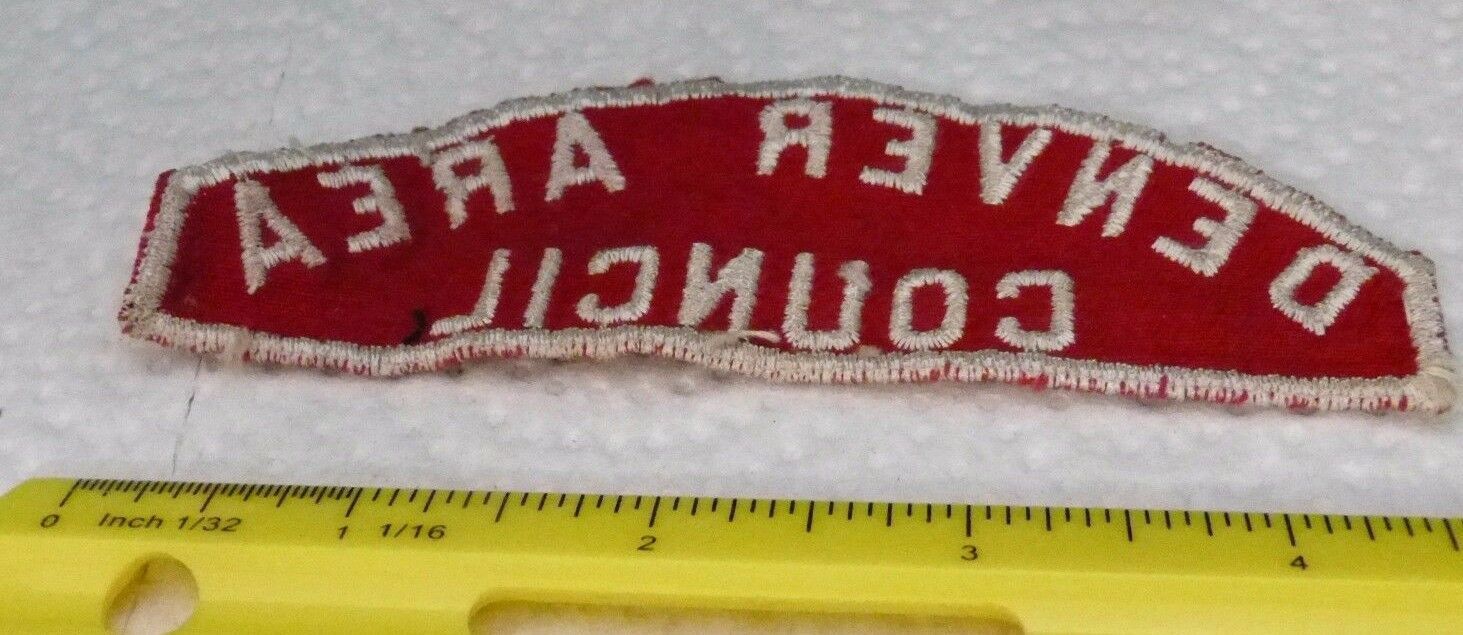 DENVER AREA
COUNCIL
0 Inch 1/32 1 1/16 2 3 4